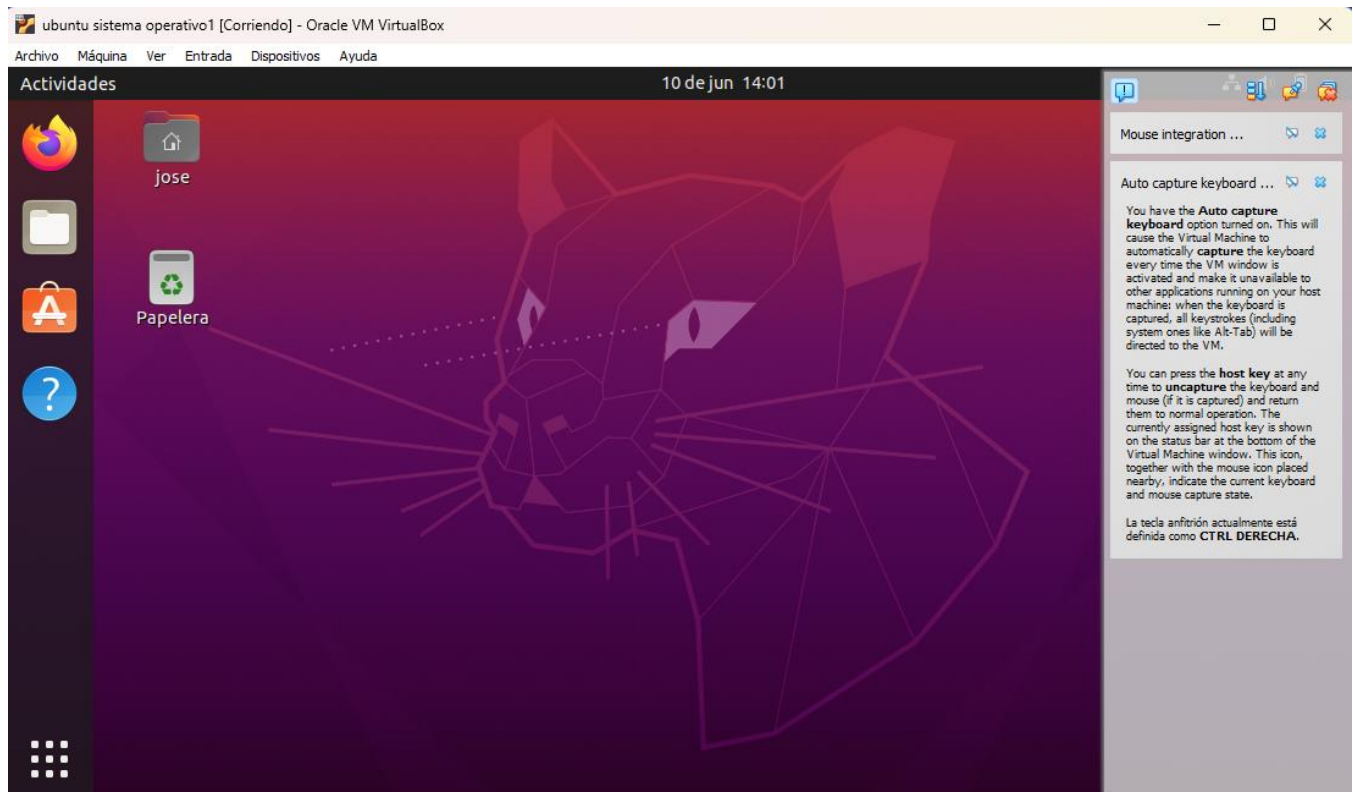 ubuntu sistema operativo1 [Corriendo] - Oracle VM VirtualBox
Archivo Máquina Ver Entrada Dispositivos Ayuda
Actividades
10 de jun 14:01
jose
Papelera
Mouse integration ...
Auto capture keyboard ...
You have the Auto capture
keyboard option turned on. This will
cause the Virtual Machine to
automatically capture the keyboard
every time the VM window is
activated and make it unavailable to
other applications running on your host
machine: when the keyboard is
captured, all keystrokes (including
system ones like Alt-Tab) will be
directed to the VM.
You can press the host key at any
time to uncapture the keyboard and
mouse (if it is captured) and return
them to normal operation. The
currently assigned host key is shown
on the status bar at the bottom of the
Virtual Machine window. This icon,
together with the mouse icon placed
nearby, indicate the current keyboard
and mouse capture state.
La tecla anfitrión actualmente está
definida como CTRL DERECHA.